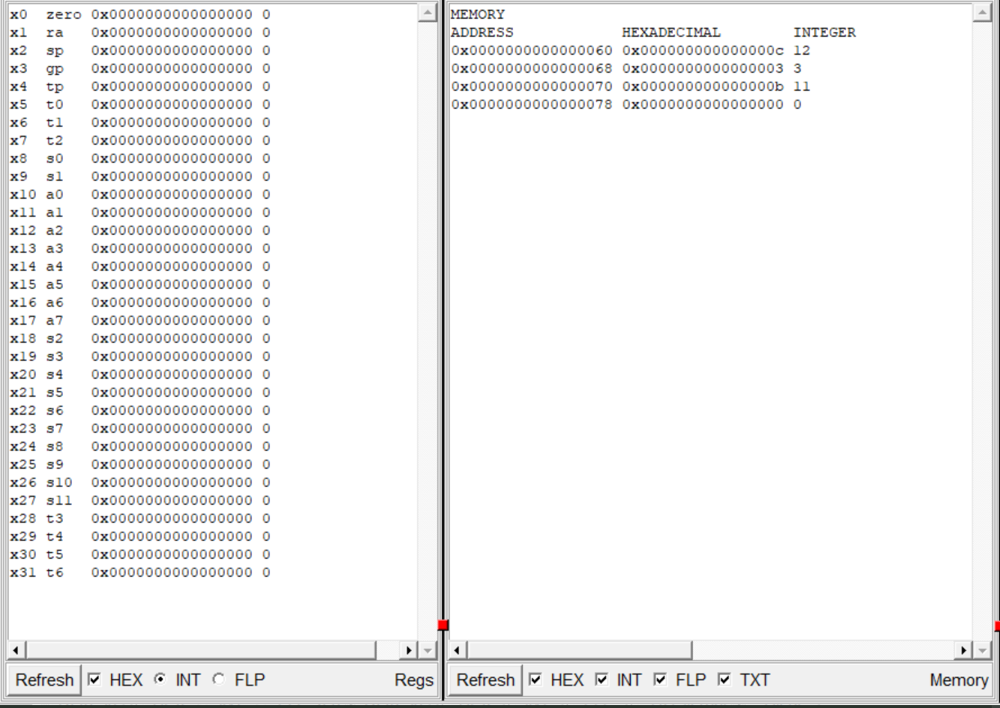 x0 zero 0x0000000000000000 0
x1 ra 0x0000000000000000 0
x2 sp 0x0000000000000000 0
x3 gp 0x0000000000000000 0
x4 tp 0x0000000000000000 0
x5 t0 0x0000000000000000 0
x6 t1 0x0000000000000000 0
x7 t2 0x0000000000000000 0
x8 s0 0x0000000000000000 0
x9 s1 0x0000000000000000 0
x10 a0 0x0000000000000000 0
x11 a1 0x0000000000000000 0
x12 a2 0x0000000000000000 0
x13 a3 0x0000000000000000 0
x14 a4 0x0000000000000000 0
x15 a5 0x0000000000000000 0
x16 a6 0x0000000000000000 0
x17 a7 0x0000000000000000 0
x18 s2 0x0000000000000000 0
x19 s3 0x0000000000000000 0
x20 s4 0x0000000000000000 0
x21 s5 0x0000000000000000 0
x22 s6 0x0000000000000000 0
x23 s7 0x0000000000000000 0
x24 s8 0x0000000000000000 0
x25 s9 0x0000000000000000 0
x26 s10 0x0000000000000000 0
x27 s11 0x0000000000000000 0
x28 t3 0x0000000000000000 0
x29 t4 0x0000000000000000 0
x30 t5 0x0000000000000000 0
x31 t6 0x0000000000000000 0
Refresh HEX INT FLP Regs
MEMORY
ADDRESS HEXADECIMAL INTEGER
0x0000000000000060 0x000000000000000c 12
0x0000000000000068 0x0000000000000003 3
0x0000000000000070 0x000000000000000b 11
0x0000000000000078 0x0000000000000000 0
Refresh HEX INT FLP TXT Memory